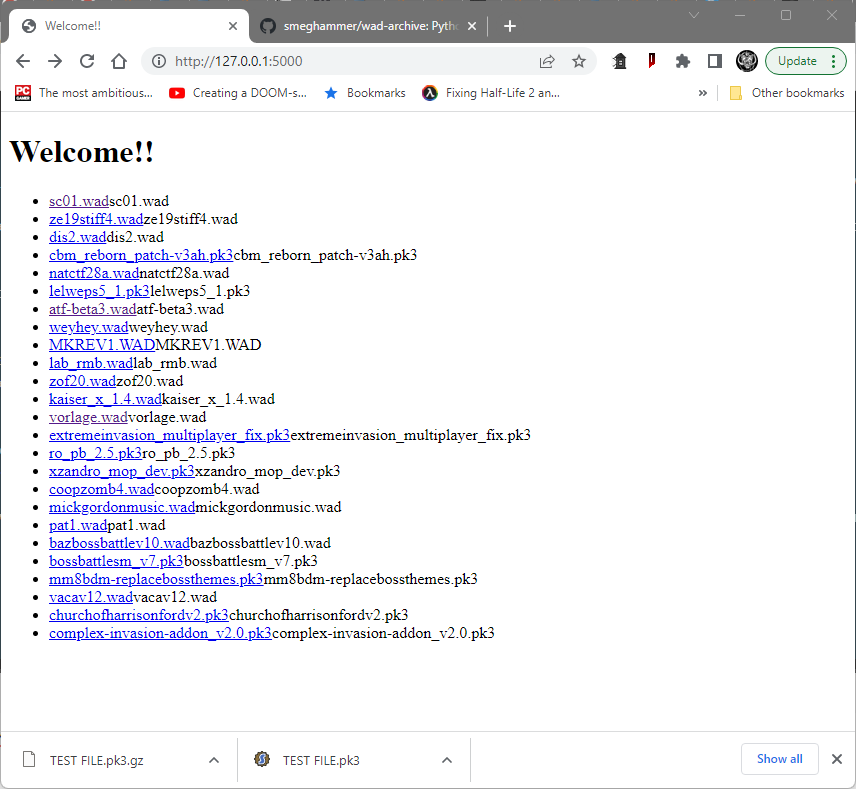 Welcome!!
smeghammer/wad-archive: Pytho
http://127.0.0.1:5000
Update
PC GAMER
The most ambitious...
Creating a DOOM-s...
Bookmarks
Fixing Half-Life 2 an...
»
Other bookmarks
Welcome!!
sc01.wadsc01.wad
ze19stiff4.wadze19stiff4.wad
dis2.waddis2.wad
cbm_reborn_patch-v3ah.pk3cbm_reborn_patch-v3ah.pk3
natctf28a.wadnatctf28a.wad
lelweps5_1.pk3lelweps5_1.pk3
atf-beta3.wadatf-beta3.wad
weyhey.wadweyhey.wad
MKREV1.WADMKREV1.WAD
lab_rmb.wadlab_rmb.wad
zof20.wadzof20.wad
kaiser_x_1.4.wadkaiser_x_1.4.wad
vorlage.wadvorlage.wad
extremeinvasion_multiplayer_fix.pk3extremeinvasion_multiplayer_fix.pk3
ro_pb_2.5.pk3ro_pb_2.5.pk3
xzandro_mop_dev.pk3xzandro_mop_dev.pk3
coopzomb4.wadcoopzomb4.wad
mickgordonmusic.wadmickgordonmusic.wad
pat1.wadpat1.wad
bazbossbattlev10.wadbazbossbattlev10.wad
bossbattlesm_v7.pk3bossbattlesm_v7.pk3
mm8bdm-replacebossthemes.pk3mm8bdm-replacebossthemes.pk3
vacav12.wadvacav12.wad
churchofharrisonfordv2.pk3churchofharrisonfordv2.pk3
complex-invasion-addon_v2.0.pk3complex-invasion-addon_v2.0.pk3
TEST FILE.pk3.gz
TEST FILE.pk3
Show all